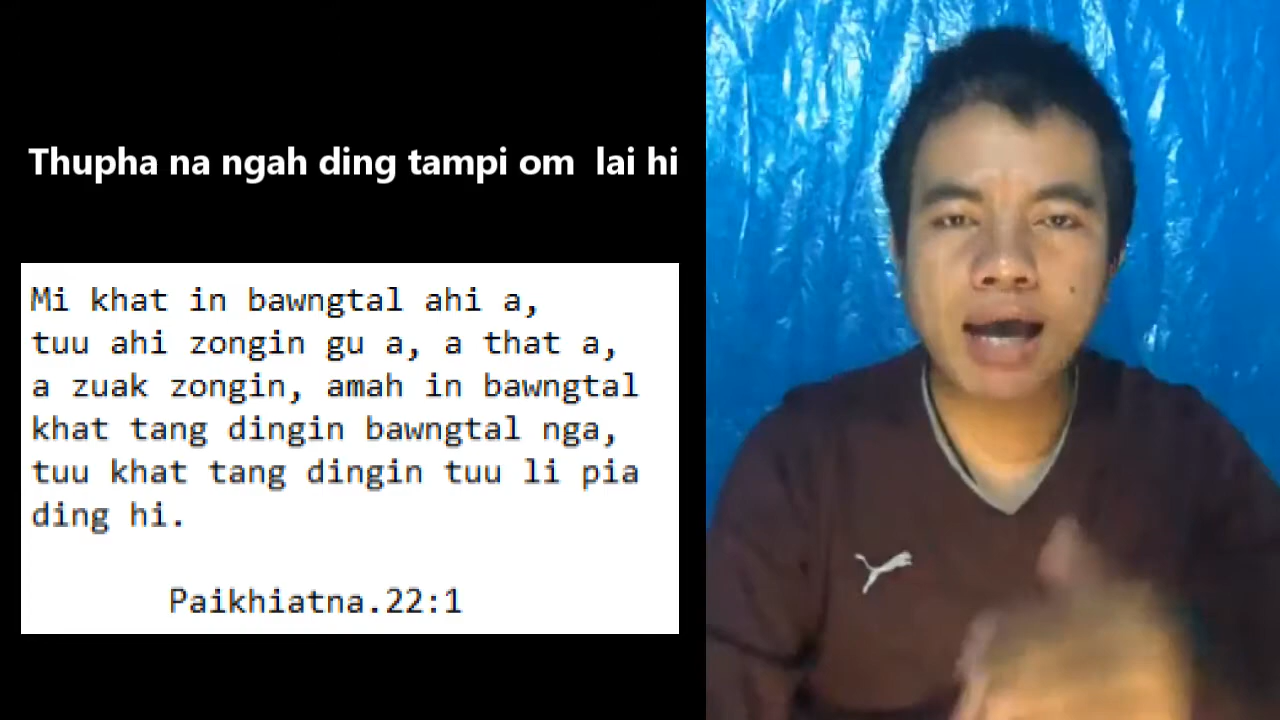 Thupha na ngah ding tampi om lai hi
Mi khat in bawngtal ahi a,
tuu ahi zongin gu a, a that a,
a zuak zongin, amah in bawngtal
khat tang dingin bawngtal nga,
tuu khat tang dingin tuu li pia
ding hi.
Paikhiatna.22:1